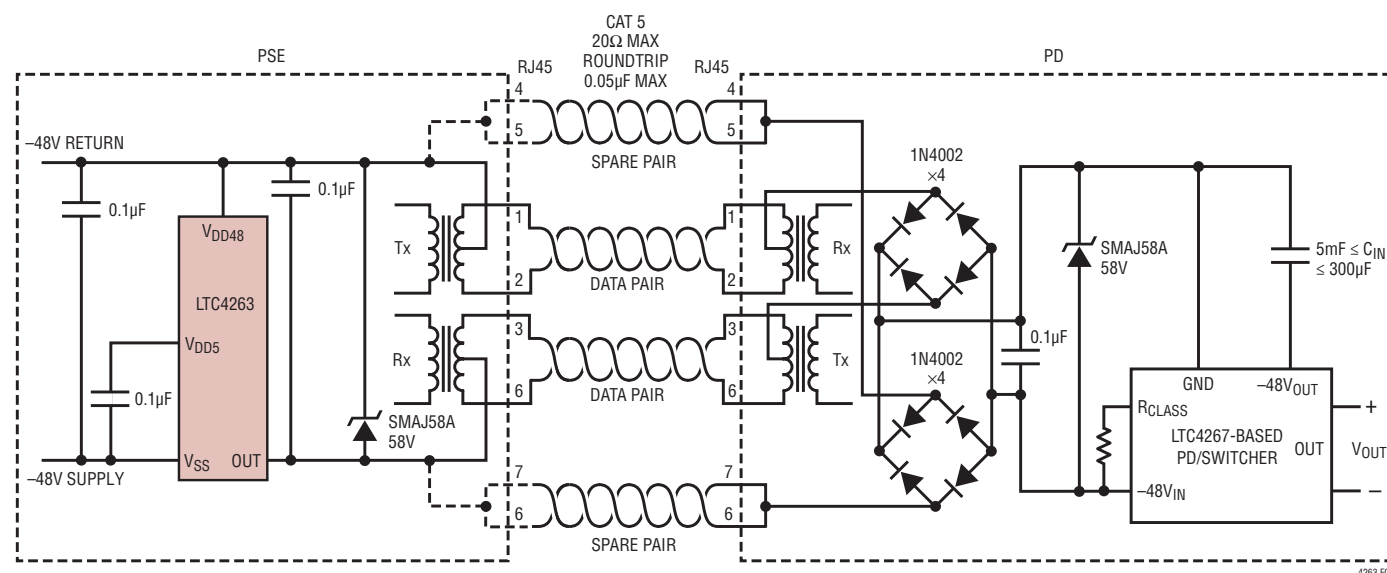 CAT 5
20Ω MAX
ROUNDTRIP
0.05µF MAX
PSE
RJ45
RJ45
PD
4
5
4
5
SPARE PAIR
–48V RETURN
0.1µF
0.1µF
VDD48
LTC4263
VDD5
0.1µF
VSS
OUT
–48V SUPPLY
SMAJ58A
58V
Tx
Rx
1
2
1
2
DATA PAIR
3
6
3
6
DATA PAIR
Rx
Tx
7
6
7
6
SPARE PAIR
1N4002
×4
1N4002
×4
0.1µF
SMAJ58A
58V
5mF ≤ CIN
≤ 300µF
GND
–48VOUT
RCLASS
LTC4267-BASED
PD/SWITCHER
OUT
–48VIN
+
VOUT
–